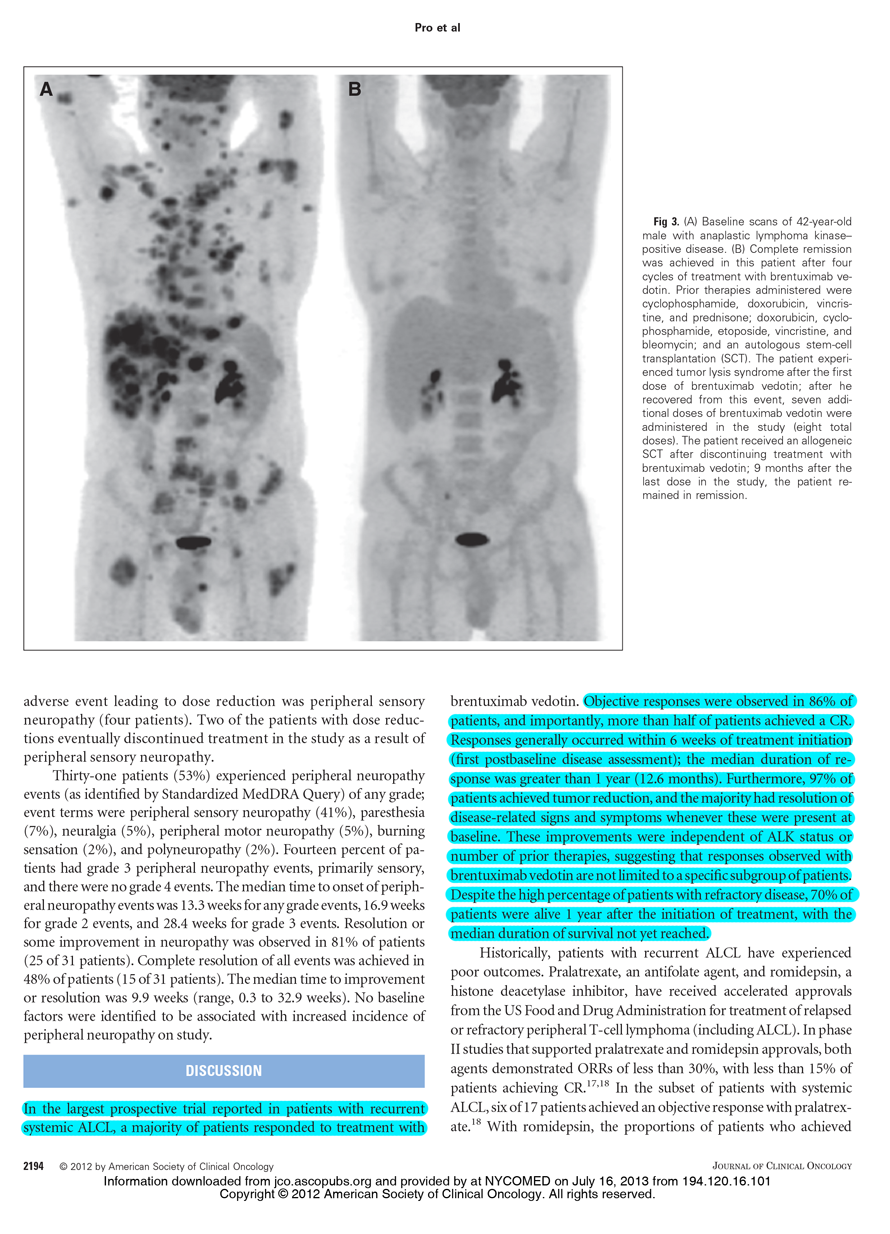 Pro et al
A
B
Fig 3. (A) Baseline scans of 42-year-old
male with anaplastic lymphoma kinase–
positive disease. (B) Complete remission
was achieved in this patient after four
cycles of treatment with brentuximab ve-
dotin. Prior therapies administered were
cyclophosphamide, doxorubicin, vincris-
tine, and prednisone; doxorubicin, cyclo-
phosphamide, etoposide, vincristine, and
bleomycin; and an autologous stem-cell
transplantation (SCT). The patient experi-
enced tumor lysis syndrome after the first
dose of brentuximab vedotin; after he
recovered from this event, seven addi-
tional doses of brentuximab vedotin were
administered in the study (eight total
doses). The patient received an allogeneic
SCT after discontinuing treatment with
brentuximab vedotin; 9 months after the
last dose in the study, the patient re-
mained in remission.
adverse event leading to dose reduction was peripheral sensory
neuropathy (four patients). Two of the patients with dose reduc-
tions eventually discontinued treatment in the study as a result of
peripheral sensory neuropathy.
Thirty-one patients (53%) experienced peripheral neuropathy
events (as identified by Standardized MedDRA Query) of any grade;
event terms were peripheral sensory neuropathy (41%), paresthesia
(7%), neuralgia (5%), peripheral motor neuropathy (5%), burning
sensation (2%), and polyneuropathy (2%). Fourteen percent of pa-
tients had grade 3 peripheral neuropathy events, primarily sensory,
and there were no grade 4 events. The median time to onset of periph-
eral neuropathy events was 13.3 weeks for any grade events, 16.9 weeks
for grade 2 events, and 28.4 weeks for grade 3 events. Resolution or
some improvement in neuropathy was observed in 81% of patients
(25 of 31 patients). Complete resolution of all events was achieved in
48% of patients (15 of 31 patients). The median time to improvement
or resolution was 9.9 weeks (range, 0.3 to 32.9 weeks). No baseline
factors were identified to be associated with increased incidence of
peripheral neuropathy on study.
DISCUSSION
In the largest prospective trial reported in patients with recurrent
systemic ALCL, a majority of patients responded to treatment with
brentuximab vedotin. Objective responses were observed in 86% of
patients, and importantly, more than half of patients achieved a CR.
Responses generally occurred within 6 weeks of treatment initiation
(first postbaseline disease assessment); the median duration of re-
sponse was greater than 1 year (12.6 months). Furthermore, 97% of
patients achieved tumor reduction, and the majority had resolution of
disease-related signs and symptoms whenever these were present at
baseline. These improvements were independent of ALK status or
number of prior therapies, suggesting that responses observed with
brentuximab vedotin are not limited to a specific subgroup of patients.
Despite the high percentage of patients with refractory disease, 70% of
patients were alive 1 year after the initiation of treatment, with the
median duration of survival not yet reached.
Historically, patients with recurrent ALCL have experienced
poor outcomes. Pralatrexate, an antifolate agent, and romidepsin, a
histone deacetylase inhibitor, have received accelerated approvals
from the US Food and Drug Administration for treatment of relapsed
or refractory peripheral T-cell lymphoma (including ALCL). In phase
II studies that supported pralatrexate and romidepsin approvals, both
agents demonstrated ORRs of less than 30%, with less than 15% of
patients achieving CR.17,18 In the subset of patients with systemic
ALCL, six of 17 patients achieved an objective response with pralatrex-
ate.18 With romidepsin, the proportions of patients who achieved
2194 © 2012 by American Society of Clinical Oncology
JOURNAL OF CLINICAL ONCOLOGY
Information downloaded from jco.ascopubs.org and provided by at NYCOMED on July 16, 2013 from 194.120.16.101
Copyright © 2012 American Society of Clinical Oncology. All rights reserved.